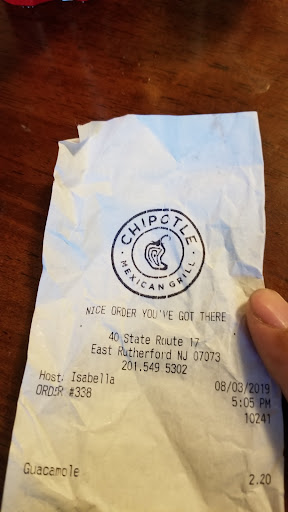 CHIPOTLE
MEXICAN GRILL
NICE ORDER YOU'VE GOT THERE
40 State Route 17
East Rutherford NJ 07073
201.549 5302
Host: Isabella 08/03/2019
ORDER #338 5:05 PM
10241
Guacamole 2.20